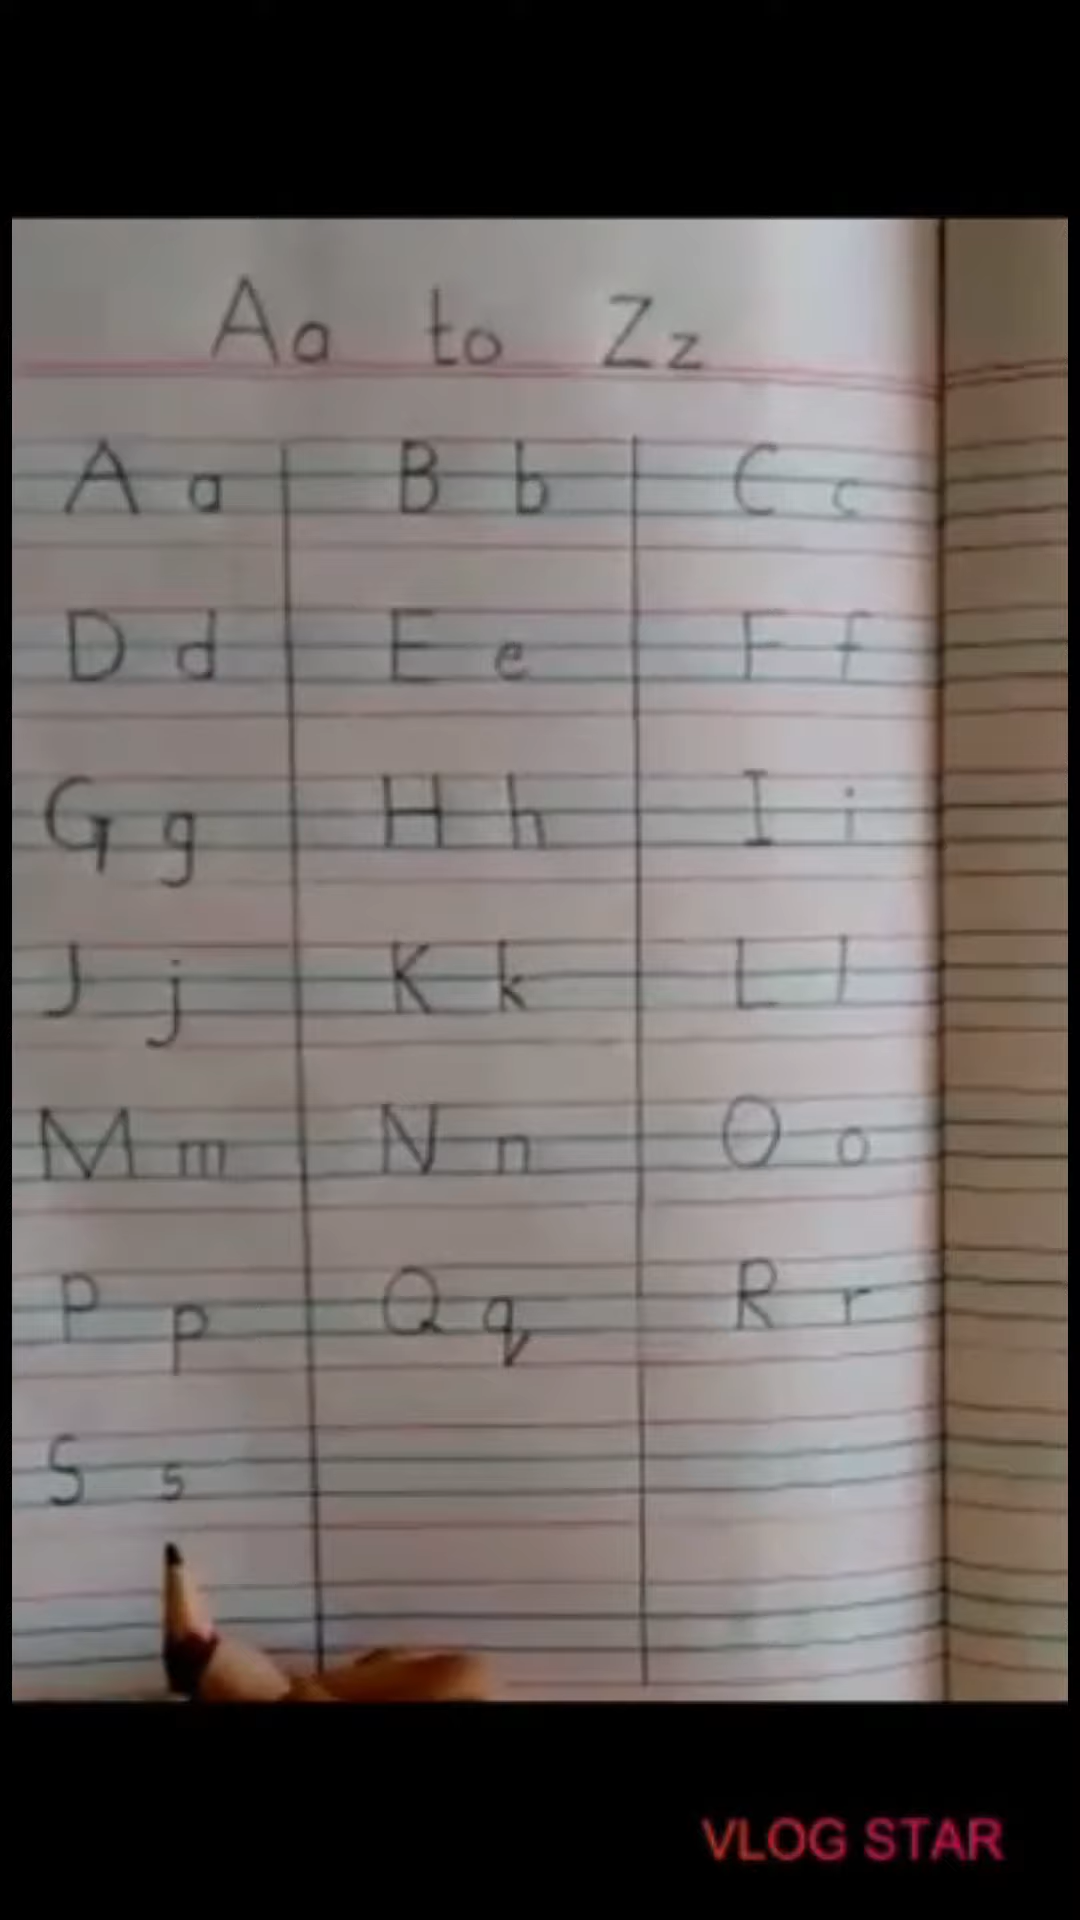 Aa to Zz
A a B b C c
D d E e F f
G g H h I i
J j K k L l
M m N n O o
P p Q q R r
S s
VLOG STAR